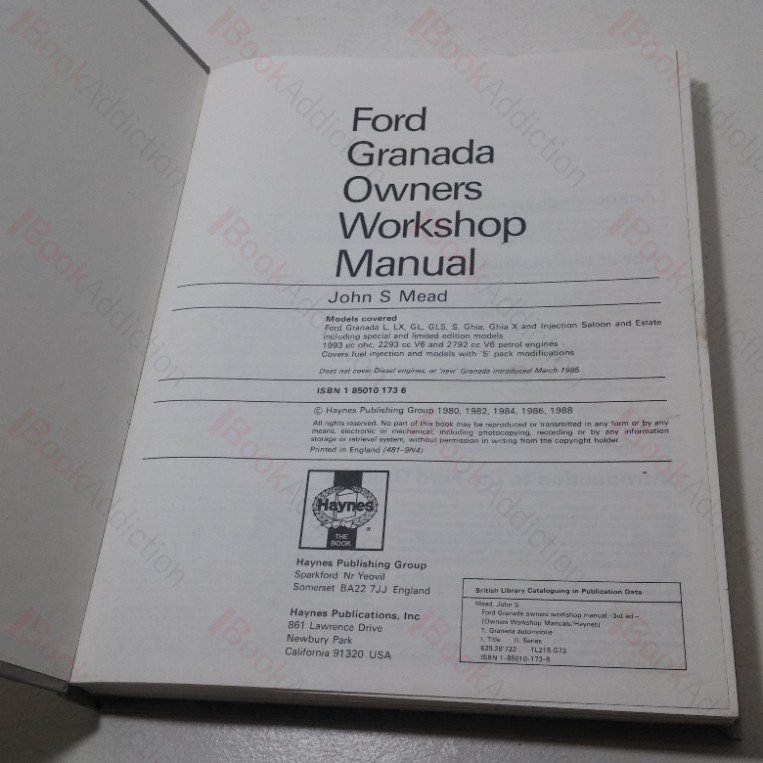 Ford
Granada
Owners
Workshop
Manual
John S Mead
Models covered
Ford Granada L, LX, GL, GLS, S, Ghia, Ghia X and Injection Saloon and Estate
including special and limited edition models
1993 cc ohc, 2293 cc V6 and 2792 cc V6 petrol engines
Covers fuel injection and models with 'S' pack modifications
Does not cover Diesel engines, or 'new' Granada introduced March 1985
ISBN 1 85010 173 6
© Haynes Publishing Group 1980, 1982, 1984, 1986, 1988
All rights reserved. No part of this book may be reproduced or transmitted in any form or by any
means, electronic or mechanical, including photocopying, recording or by any information
storage or retrieval system, without permission in writing from the copyright holder.
Printed in England (481-9N4)
Haynes
THE
BOOK
Haynes Publishing Group
Sparkford Nr Yeovil
Somerset BA22 7JJ England
Haynes Publications, Inc
861 Lawrence Drive
Newbury Park
California 91320 USA
British Library Cataloguing in Publication Data
Mead, John S.
Ford Granada owners workshop manual.-3rd ed.-
(Owners Workshop Manuals/Haynes)
1. Granada automobile
I. Title II. Series
629.28'722 TL215.G73
ISBN 1-85010-173-6
BookAddiction